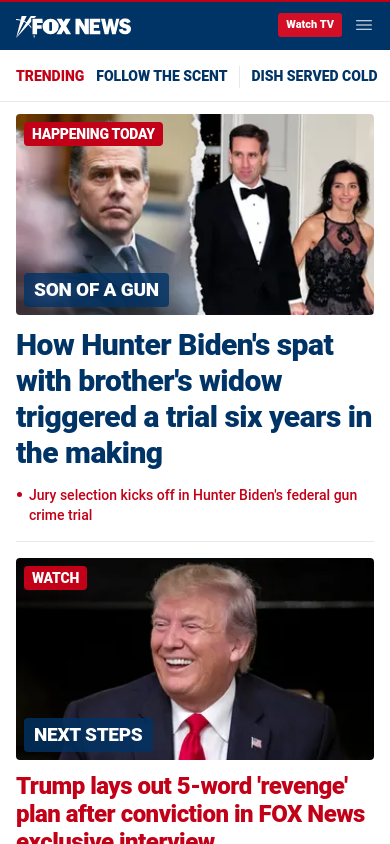 FOX NEWS
Watch TV
TRENDING FOLLOW THE SCENT DISH SERVED COLD
HAPPENING TODAY
SON OF A GUN
How Hunter Biden's spat
with brother's widow
triggered a trial six years in
the making
• Jury selection kicks off in Hunter Biden's federal gun
crime trial
WATCH
NEXT STEPS
Trump lays out 5-word 'revenge'
plan after conviction in FOX News
exclusive interview